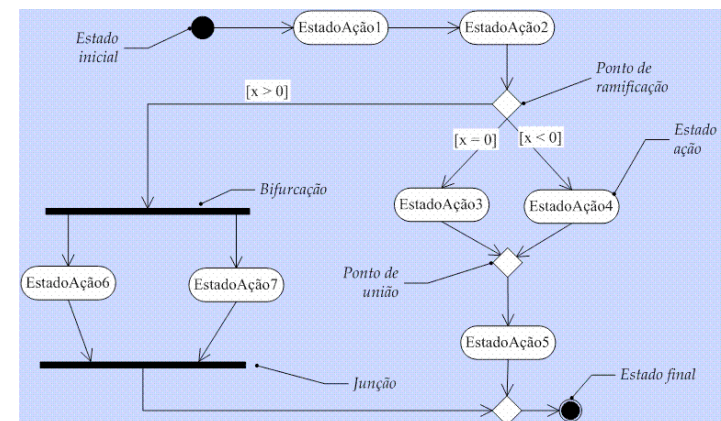 Estado
inicial
EstadoAção1
EstadoAção2
Ponto de
ramificação
[x > 0]
[x = 0]
[x < 0]
Estado
ação
Bifurcação
EstadoAção3
EstadoAção4
EstadoAção6
EstadoAção7
Ponto de
união
EstadoAção5
Junção
Estado final